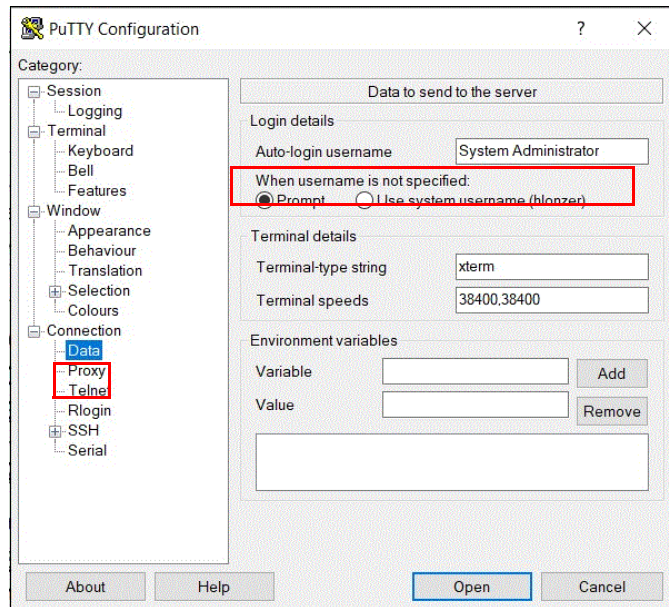 PuTTY Configuration
? ×
Category:
Session
Logging
Terminal
Keyboard
Bell
Features
Window
Appearance
Behaviour
Translation
Selection
Colours
Connection
Data
Proxy
Telnet
Rlogin
SSH
Serial
Data to send to the server
Login details
Auto-login username System Administrator
When username is not specified:
Prompt Use system username (hlonzer)
Terminal details
Terminal-type string xterm
Terminal speeds 38400,38400
Environment variables
Variable Add
Value Remove
About Help Open Cancel